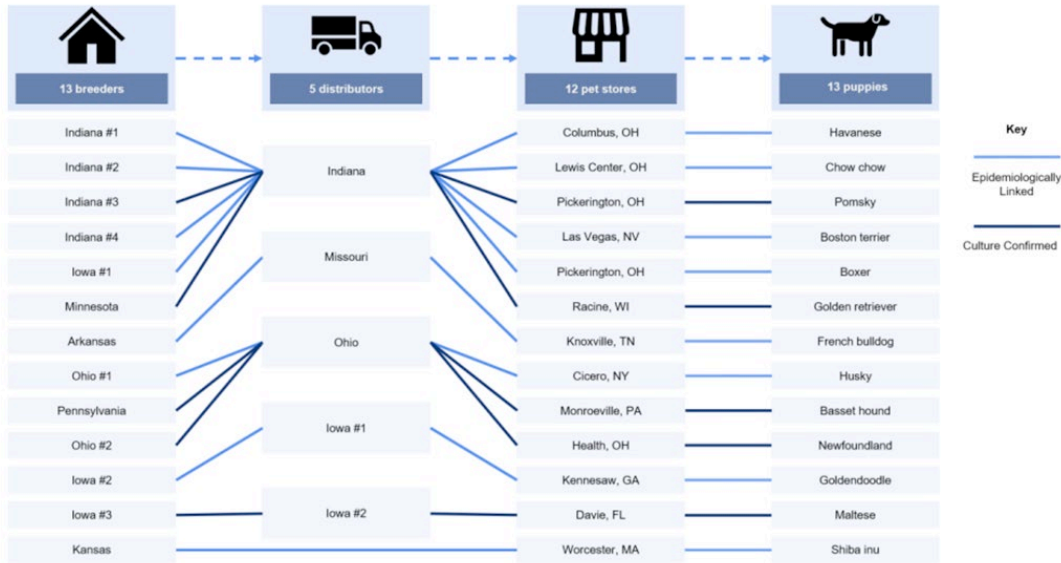 13 breeders
5 distributors
12 pet stores
13 puppies
Indiana #1
Indiana #2
Indiana #3
Indiana #4
Iowa #1
Minnesota
Arkansas
Ohio #1
Pennsylvania
Ohio #2
Iowa #2
Iowa #3
Kansas
Indiana
Missouri
Ohio
Iowa #1
Iowa #2
Columbus, OH
Lewis Center, OH
Pickerington, OH
Las Vegas, NV
Pickerington, OH
Racine, WI
Knoxville, TN
Cicero, NY
Monroeville, PA
Health, OH
Kennesaw, GA
Davie, FL
Worcester, MA
Havanese
Chow chow
Pomsky
Boston terrier
Boxer
Golden retriever
French bulldog
Husky
Basset hound
Newfoundland
Goldendoodle
Maltese
Shiba inu
Key
Epidemiologically
Linked
Culture Confirmed